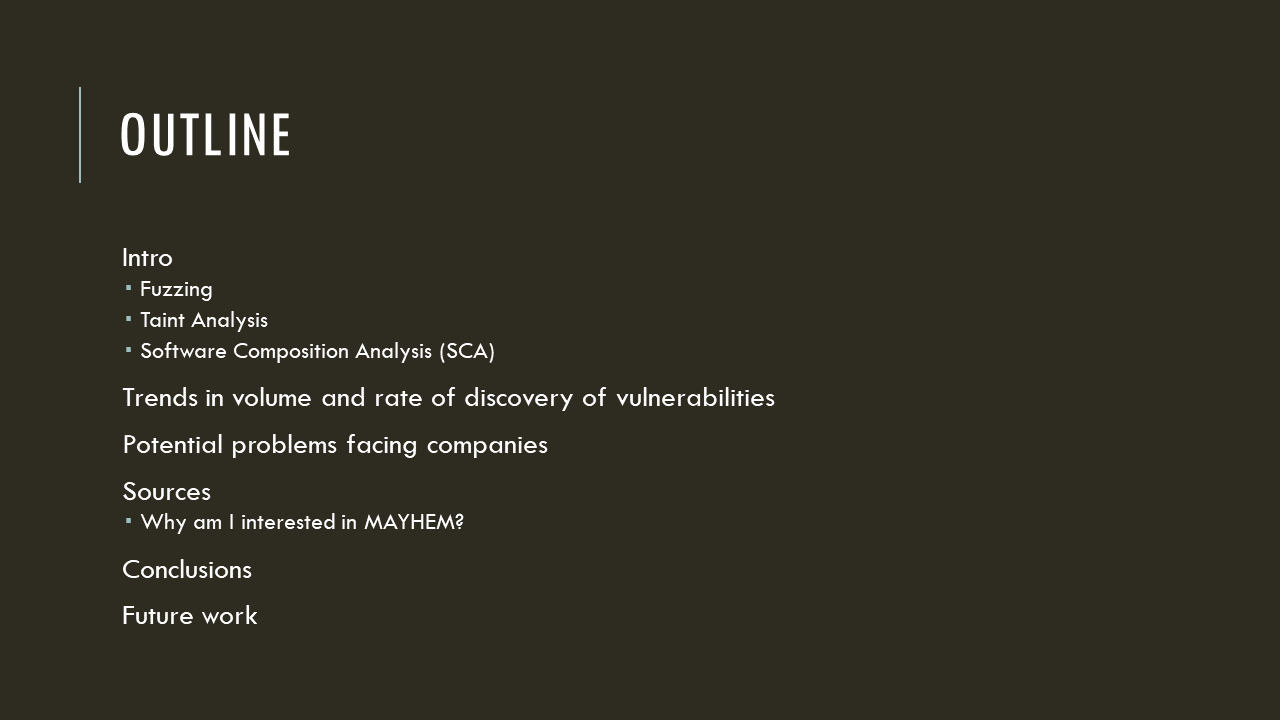 OUTLINE
Intro
▪ Fuzzing
▪ Taint Analysis
▪ Software Composition Analysis (SCA)
Trends in volume and rate of discovery of vulnerabilities
Potential problems facing companies
Sources
▪ Why am I interested in MAYHEM?
Conclusions
Future work